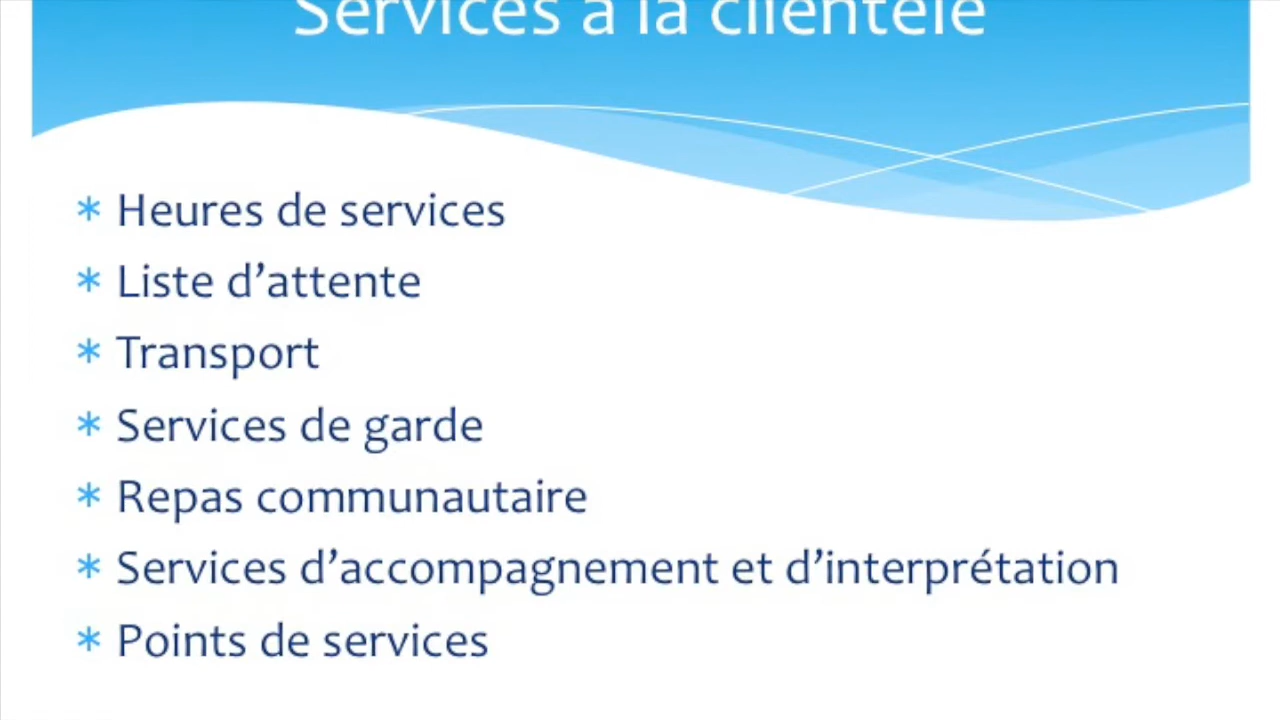 Services à la clientèle
* Heures de services
* Liste d’attente
* Transport
* Services de garde
* Repas communautaire
* Services d’accompagnement et d’interprétation
* Points de services